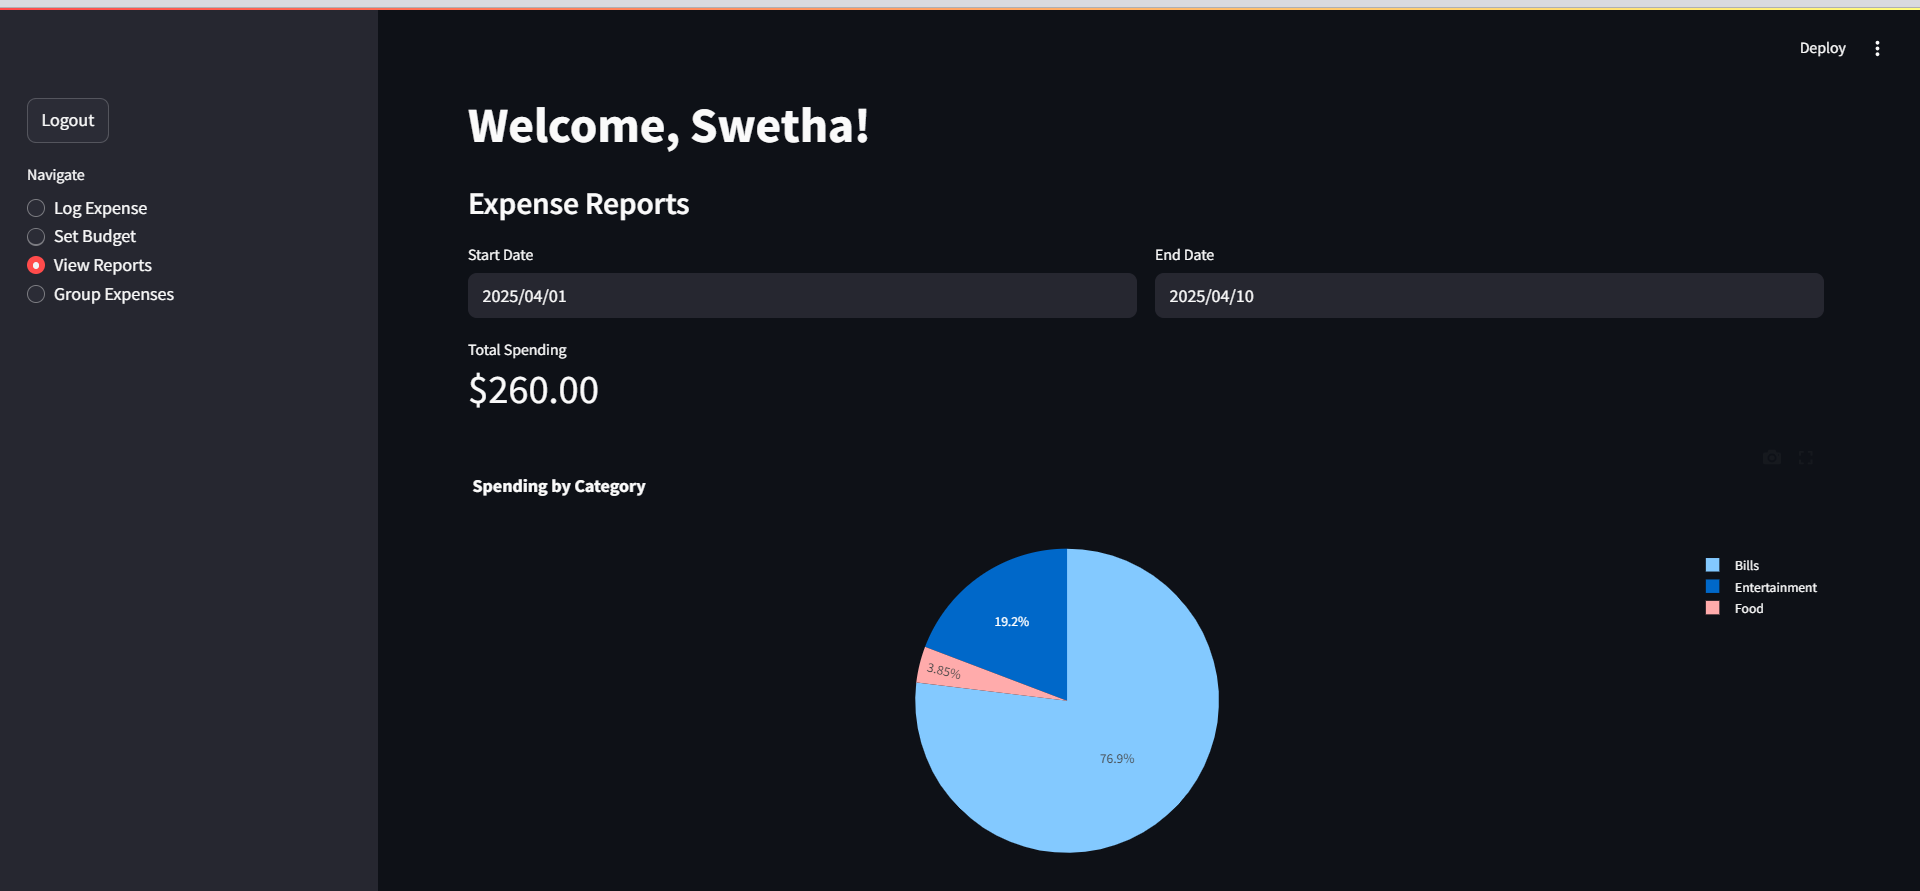 Deploy
Logout
Navigate
Log Expense
Set Budget
View Reports
Group Expenses
Welcome, Swetha!
Expense Reports
Start Date
End Date
2025/04/01
2025/04/10
Total Spending
$260.00
Spending by Category
Bills
Entertainment
Food
19.2%
3.85%
76.9%